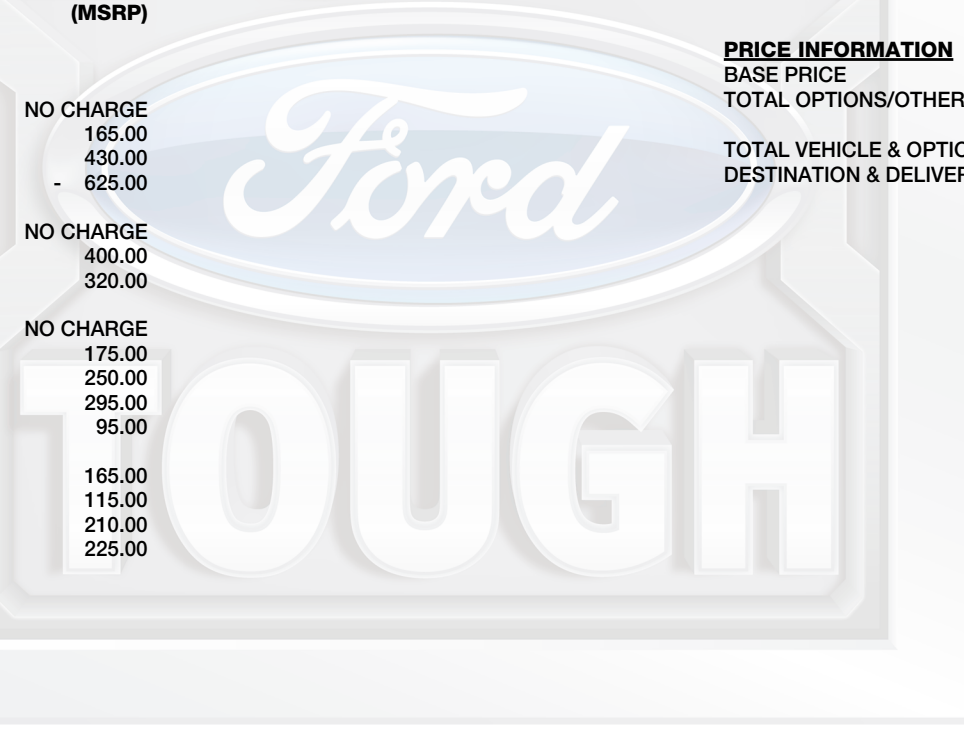 (MSRP)
NO CHARGE
165.00
430.00
- 625.00
NO CHARGE
400.00
320.00
NO CHARGE
175.00
250.00
295.00
95.00
165.00
115.00
210.00
225.00
PRICE INFORMATION
BASE PRICE
TOTAL OPTIONS/OTHER
TOTAL VEHICLE & OPTIO
DESTINATION & DELIVER
Ford
TOUGH